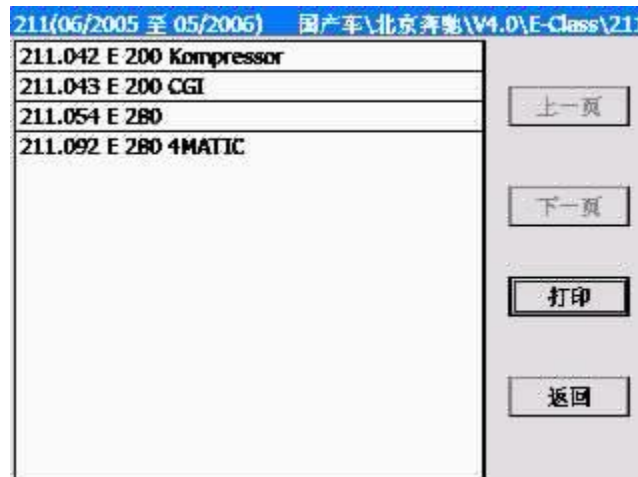 211(06/2005 至 05/2006) 国产车\北京奔驰\V4.0\E-Class\211
211.042 E 200 Kompressor
211.043 E 200 CGI
211.054 E 280
211.092 E 280 4MATIC
上一页
下一页
打印
返回